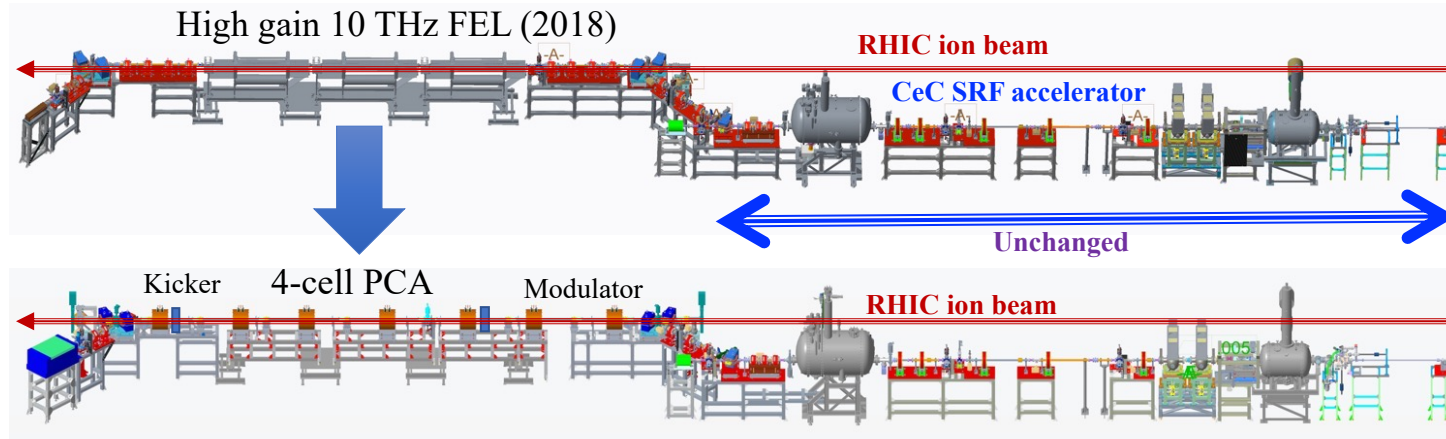 High gain 10 THz FEL (2018)
RHIC ion beam
CeC SRF accelerator
-A-
-A-
-A-
-A-
Unchanged
Kicker
4-cell PCA
Modulator
RHIC ion beam
005